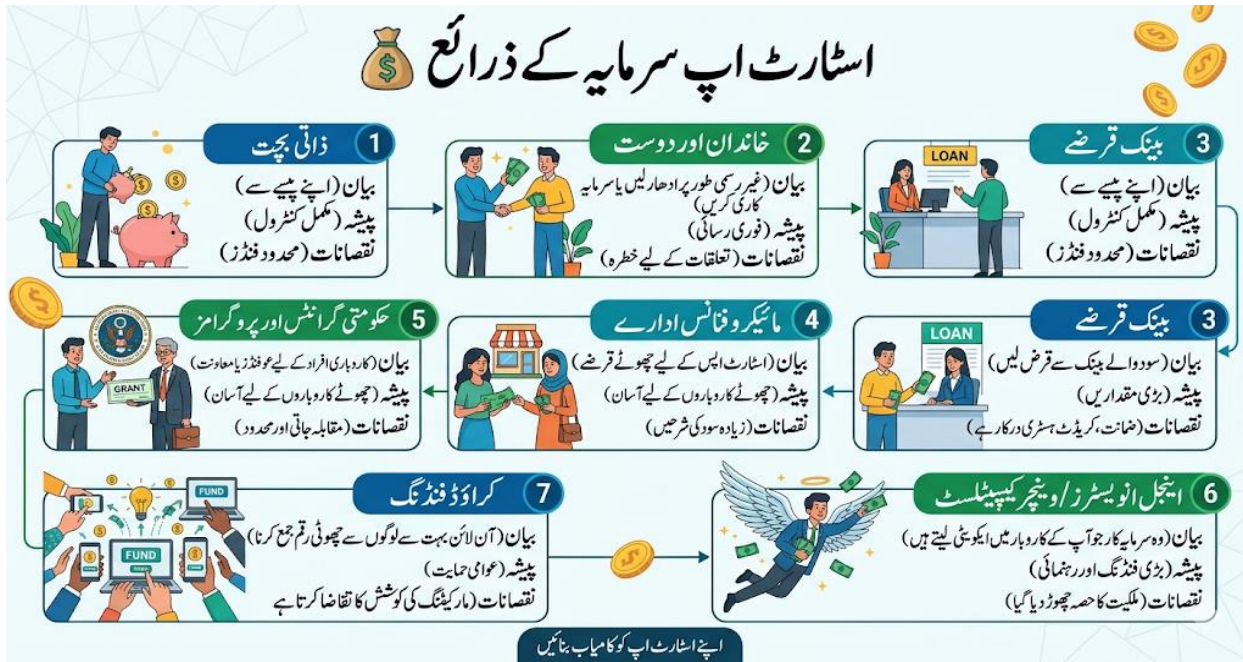 اسٹارٹ اپ سرمایہ کے ذرائع
1 ذاتی بچت
بیان (اپنے پیسے سے)
پیشہ (مکمل کنٹرول)
نقصانات (محدود فنڈز)
2 خاندان اور دوست
بیان (غیر رسمی طور پر ادھار لیں یا سرمایہ
کاری کریں)
پیشہ (فوری رسائی)
نقصانات (تعلقات کے لیے خطرہ)
3 بینک قرضے
LOAN
بیان (اپنے پیسے سے)
پیشہ (مکمل کنٹرول)
نقصانات (محدود فنڈز)
3 بینک قرضے
LOAN
بیان (سود والے بینک سے قرض لیں)
پیشہ (بڑی مقداریں)
نقصانات (ضمانت، کریڈٹ ہسٹری درکار ہے)
4 مائیکرو فنانس ادارے
بیان (اسٹارٹ اپس کے لیے چھوٹے قرضے)
پیشہ (چھوٹے کاروباروں کے لیے آسان)
نقصانات (زیادہ سود کی شرحیں)
5 حکومتی گرانٹس اور پروگرامز
GRANT
بیان (کاروباری افراد کے لیے عوفنڈز یا معاونت)
پیشہ (چھوٹے کاروباروں کے لیے آسان)
نقصانات (مقابلہ جاتی اور محدود)
6 اینجل انویسٹرز/وینچر کیپیٹلسٹ
بیان (وہ سرمایہ کار جو آپ کے کاروبار میں ایکویٹی لیتے ہیں)
پیشہ (بڑی فنڈنگ اور رہنمائی)
نقصانات (ملکیت کا حصہ چھوڑ دیا گیا)
7 کراؤڈ فنڈنگ
FUND
FUND
بیان (آن لائن بہت سے لوگوں سے چھوٹی رقم جمع کرنا)
پیشہ (عوامی حمایت)
نقصانات (مارکیٹنگ کی کوشش کا تقاضا کرتا ہے
اپنے اسٹارٹ اپ کو کامیاب بنائیں